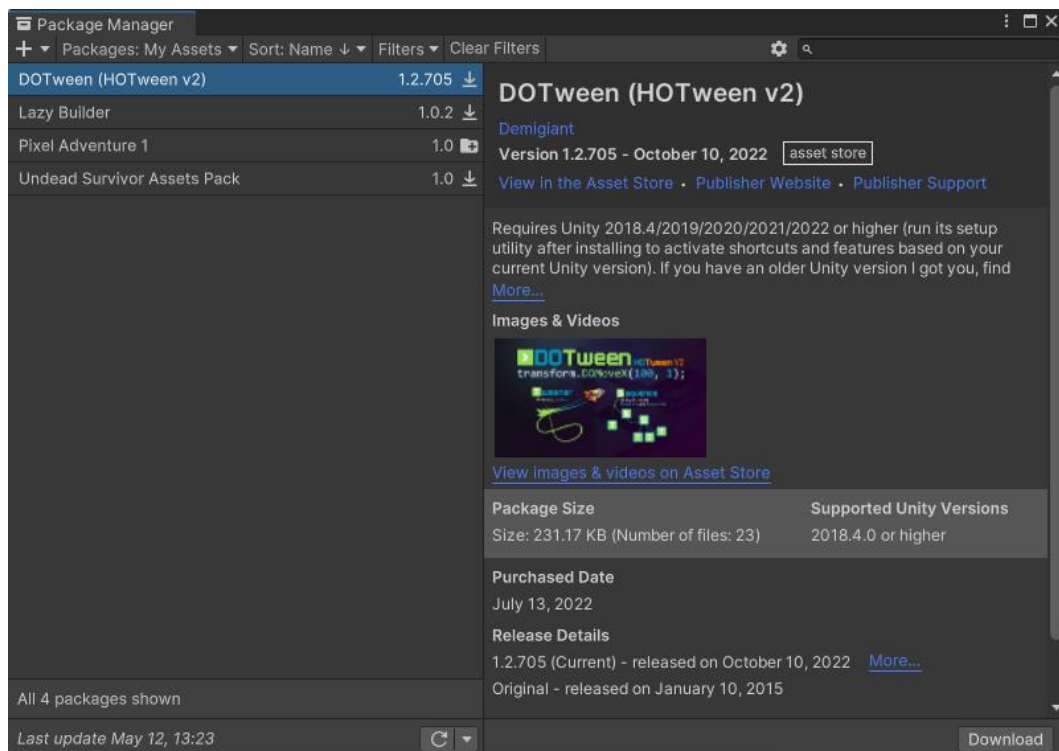 Package Manager
Packages: My Assets Sort: Name ↓ Filters Clear Filters
DOTween (HOTween v2) 1.2.705
Lazy Builder 1.0.2
Pixel Adventure 1 1.0
Undead Survivor Assets Pack 1.0
All 4 packages shown
Last update May 12, 13:23
DOTween (HOTween v2)
Demigiant
Version 1.2.705 - October 10, 2022 asset store
View in the Asset Store • Publisher Website • Publisher Support
Requires Unity 2018.4/2019/2020/2021/2022 or higher (run its setup
utility after installing to activate shortcuts and features based on your
current Unity version). If you have an older Unity version I got you, find
More...
Images & Videos
DOTween HOTween V2
transform.DOMoveX(100, 1);
View images & videos on Asset Store
Package Size Supported Unity Versions
Size: 231.17 KB (Number of files: 23) 2018.4.0 or higher
Purchased Date
July 13, 2022
Release Details
1.2.705 (Current) - released on October 10, 2022 More...
Original - released on January 10, 2015
Download